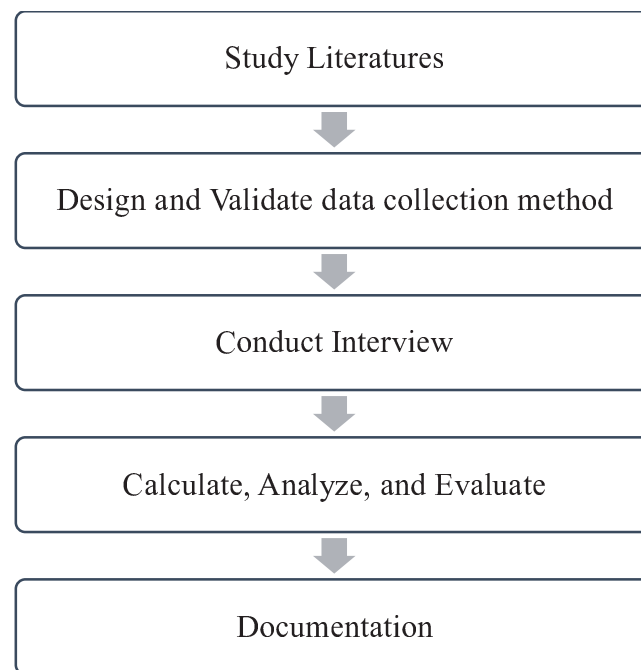 Study Literatures
Design and Validate data collection method
Conduct Interview
Calculate, Analyze, and Evaluate
Documentation